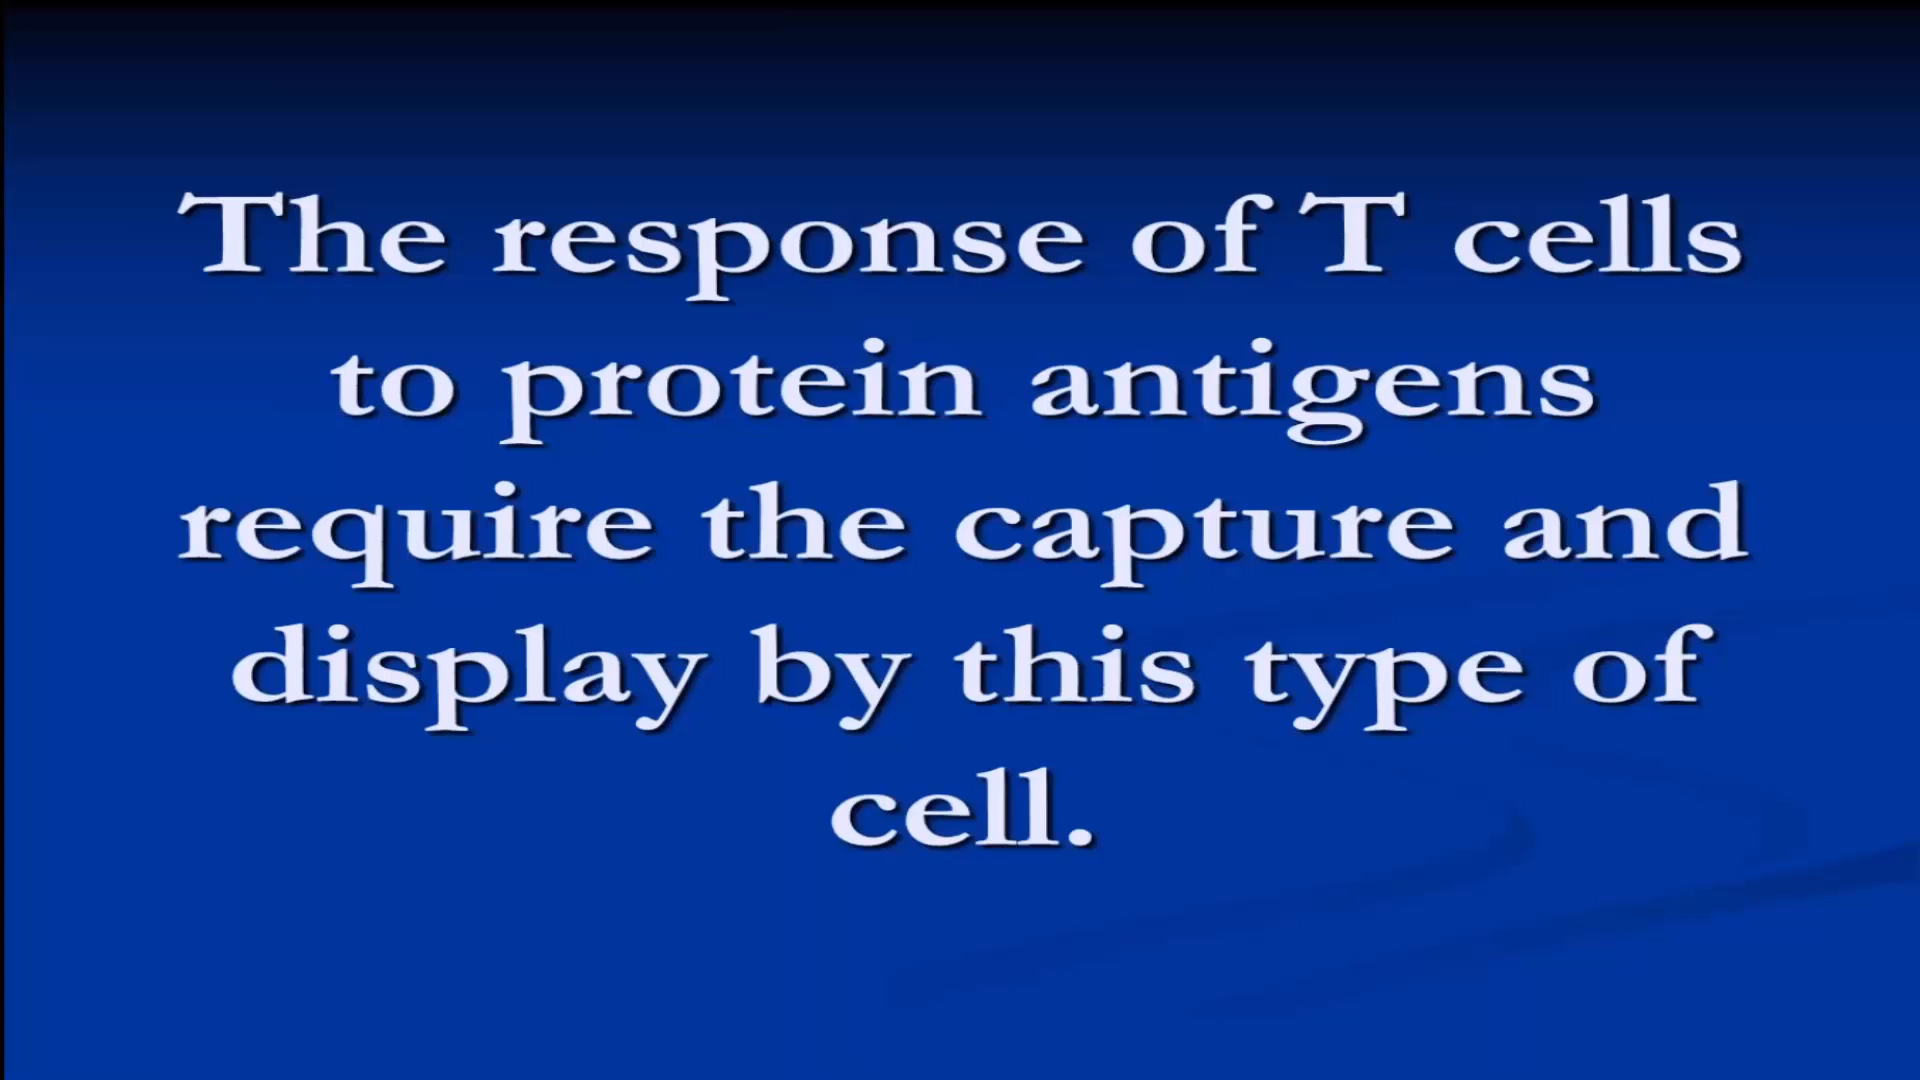 The response of T cells
to protein antigens
require the capture and
display by this type of
cell.